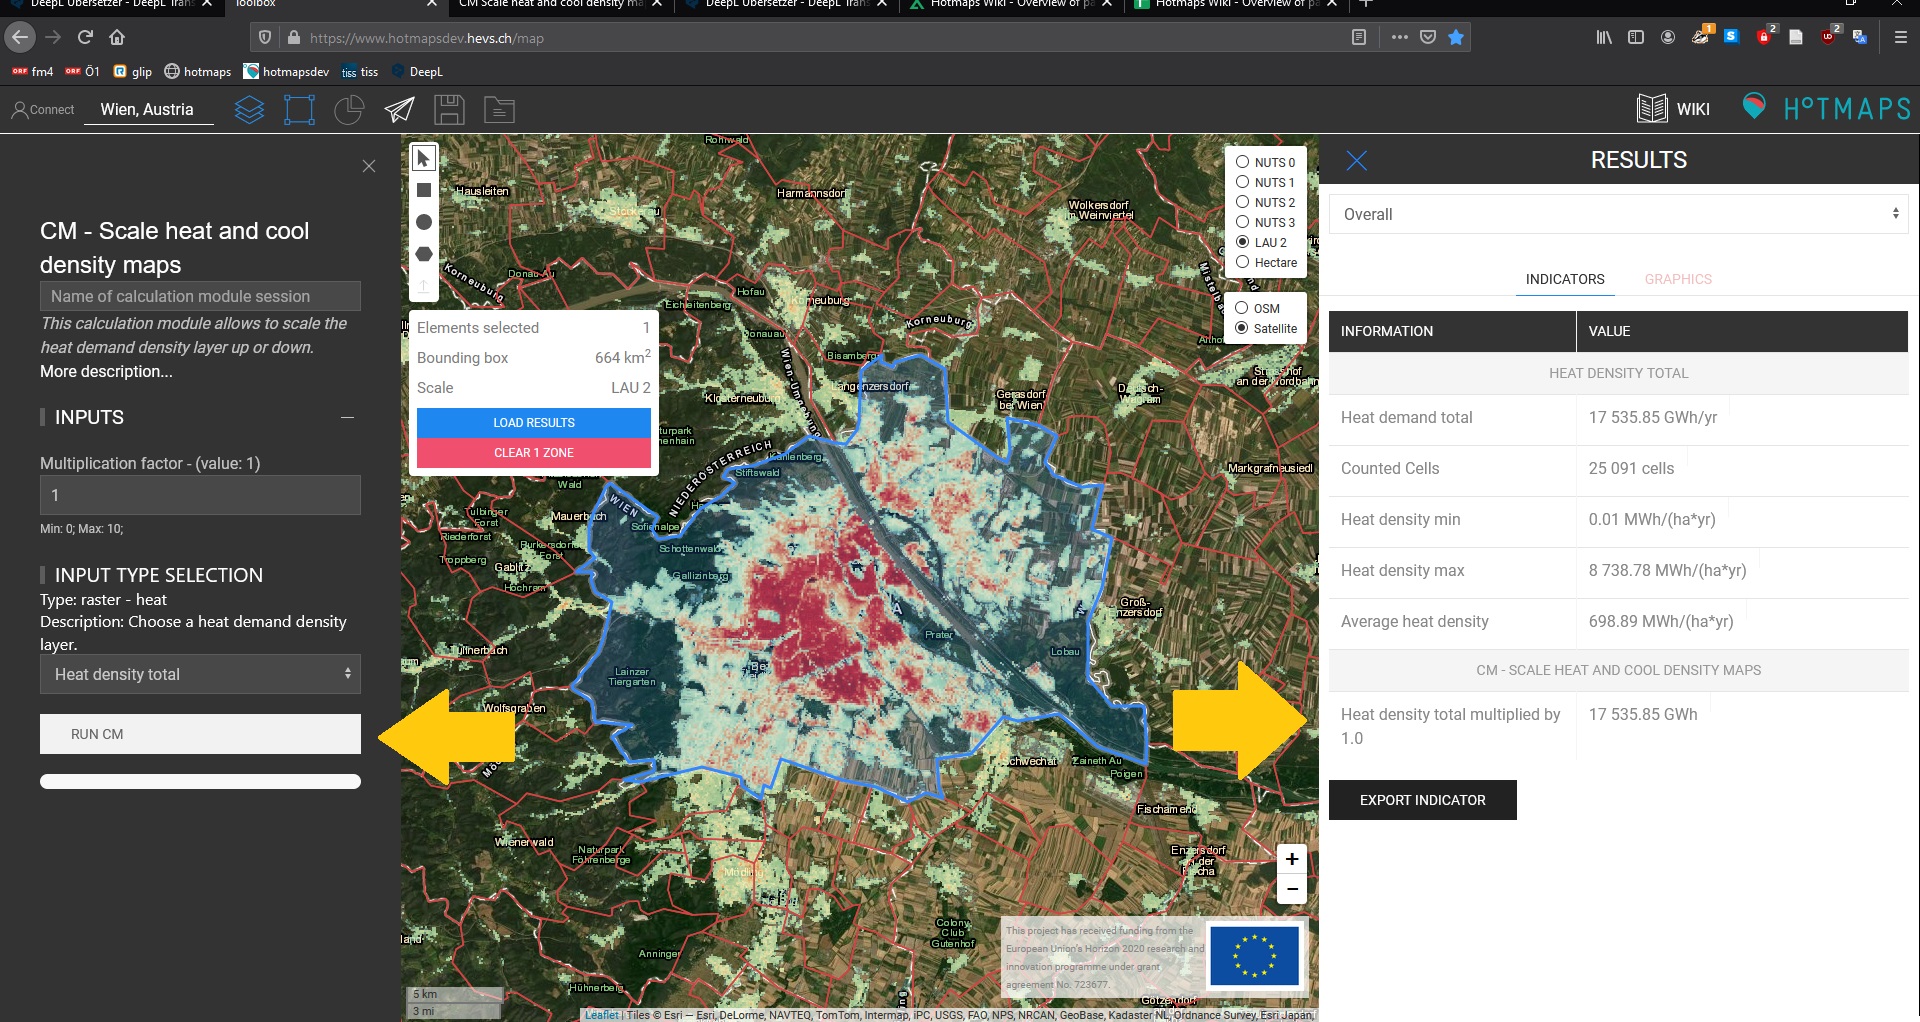 DeepL Übersetzer - DeepL Trans
Toolbox
CM Scale heat and cool density ma
DeepL Übersetzer - DeepL Trans
Hotmaps Wiki - Overview of pa
Hotmaps Wiki - Overview of pa
https://www.hotmapsdev.hevs.ch/map
fm4
Ö1
glip
hotmaps
hotmapsdev
tiss
DeepL
Connect
Wien, Austria
WIKI
HOTMAPS
CM - Scale heat and cool
density maps
Name of calculation module session
This calculation module allows to scale the
heat demand density layer up or down.
More description...
INPUTS
Multiplication factor - (value: 1)
1
Min: 0; Max: 10;
INPUT TYPE SELECTION
Type: raster - heat
Description: Choose a heat demand density
layer.
Heat density total
RUN CM
Elements selected 1
Bounding box 664 km2
Scale LAU 2
LOAD RESULTS
CLEAR 1 ZONE
NUTS 0
NUTS 1
NUTS 2
NUTS 3
LAU 2
Hectare
OSM
Satellite
Rohrwald
Hausleiten
Stockerau
Harmannsdorf
Wolkersdorf
im Weinviertel
Korneuburg
Donau Au
Hofau
Korneuburg
Eichleitenberg
Donauau
Korneuburg
Bisamberg
Langenzersdorf
Wien-Umgebung
Klosterneuburg
Gerasdorf
bei Wien
Deutsch-
Wagram
Strasshof
an der Nordbahn
Markgrafneusiedl
NIEDEROSTERREICH
Kahlenberg
Stiftswald
Wald
WIEN
Mauerbach
Sofienalpe
Tulbinger
Forst
Riederforst
Troppberg
Purkersdorfer
Forst
Gablitz
Hochram
Schottenwald
Gallizinberg
Groß-
Enzersdorf
Prater
Lobau
Tullnerbach
Lainzer
Tiergarten
Wolfsgraben
Schwechat
Zaineth Au
Poigen
Fischamend
Wienerwald
Naturpark
Föhrenberge
Mödling
Enzersdorf
an der
Fischa
Colony
Club
Gutenhof
Anninger
Hühnerberg
Götzendorf
+
−
5 km
3 mi
This project has received funding from the
European Union's Horizon 2020 research and
innovation programme under grant
agreement No. 723677.
Leaflet | Tiles © Esri — Esri, DeLorme, NAVTEQ, TomTom, Intermap, iPC, USGS, FAO, NPS, NRCAN, GeoBase, Kadaster NL, Ordnance Survey, Esri Japan,
RESULTS
Overall
INDICATORS
GRAPHICS
INFORMATION VALUE
HEAT DENSITY TOTAL
Heat demand total 17 535.85 GWh/yr
Counted Cells 25 091 cells
Heat density min 0.01 MWh/(ha*yr)
Heat density max 8 738.78 MWh/(ha*yr)
Average heat density 698.89 MWh/(ha*yr)
CM - SCALE HEAT AND COOL DENSITY MAPS
Heat density total multiplied by 17 535.85 GWh
1.0
EXPORT INDICATOR